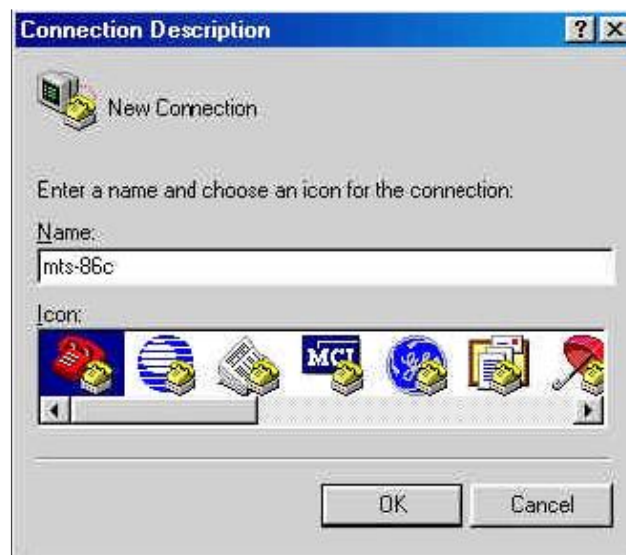 Connection Description
New Connection
Enter a name and choose an icon for the connection:
Name:
mts-86c
Icon:
MCI
OK
Cancel